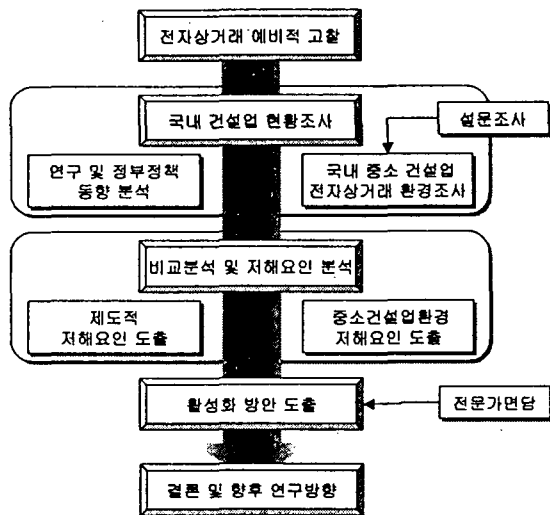 전자상거래 예비적 고찰
국내 건설업 현황조사
설문조사
연구 및 정부정책
동향 분석
국내 중소 건설업
전자상거래 환경조사
비교분석 및 저해요인 분석
제도적
저해요인 도출
중소건설업환경
저해요인 도출
활성화 방안 도출
전문가면담
결론 및 향후 연구방향